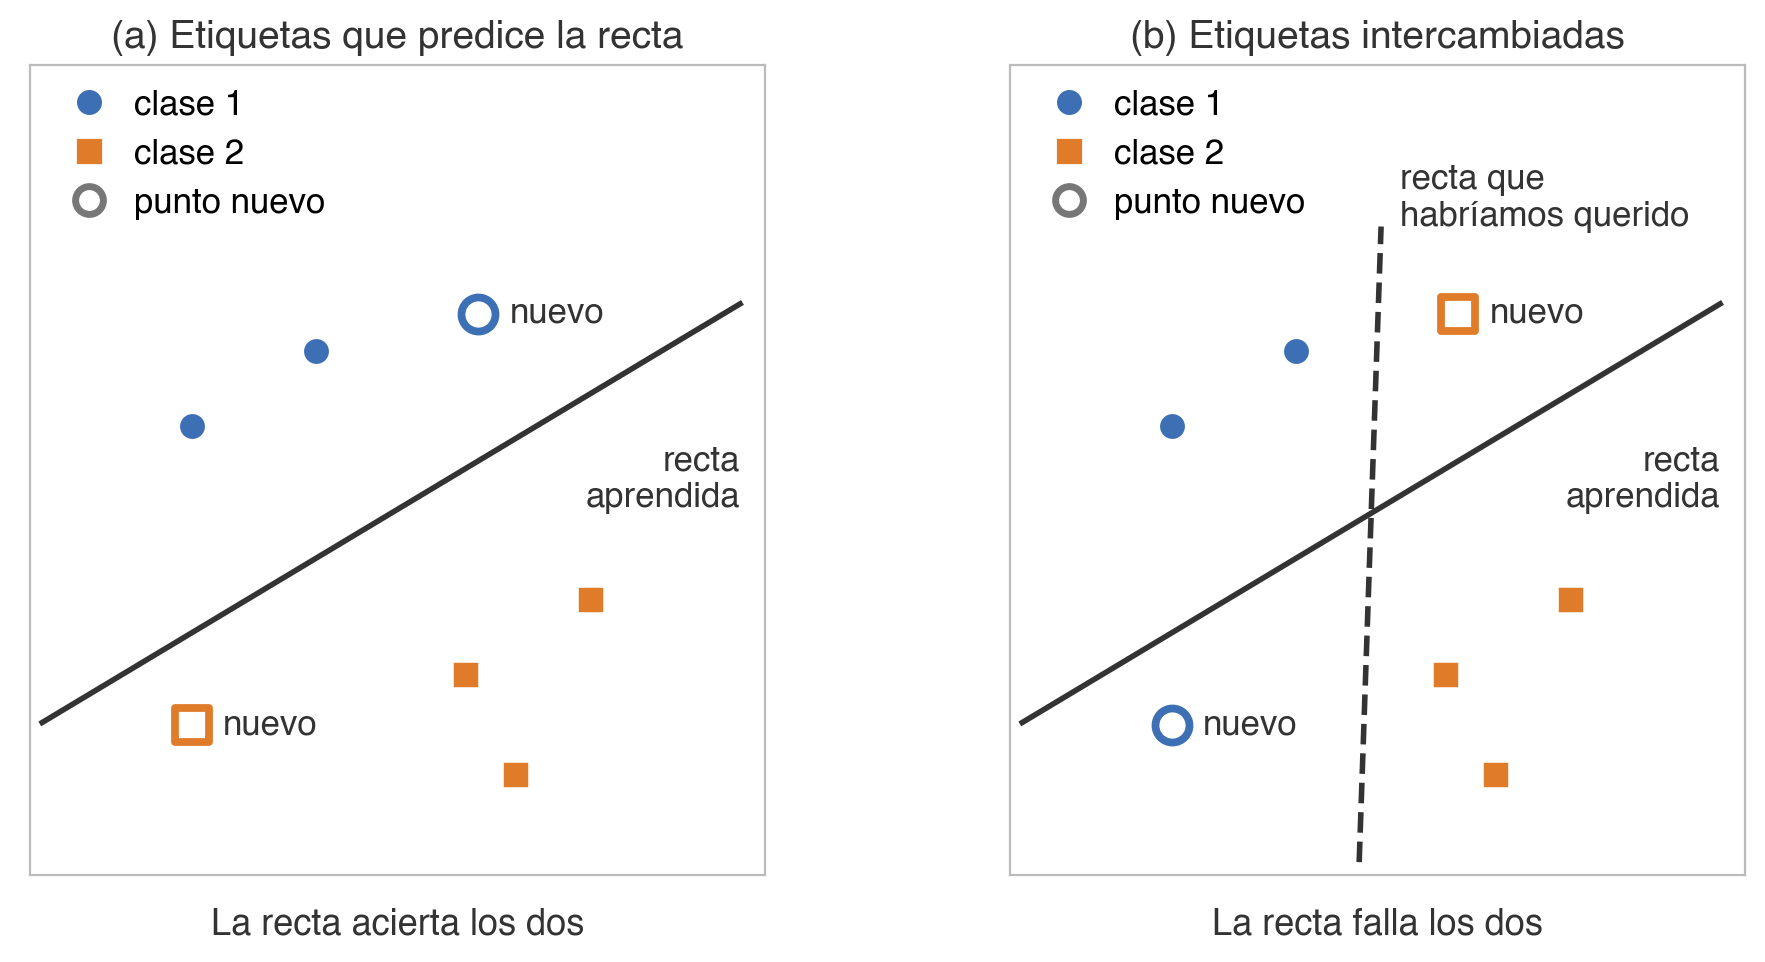 (a) Etiquetas que predice la recta
clase 1
clase 2
punto nuevo
nuevo
recta
aprendida
nuevo
La recta acierta los dos
(b) Etiquetas intercambiadas
clase 1
clase 2
punto nuevo
recta que
habríamos querido
nuevo
recta
aprendida
nuevo
La recta falla los dos